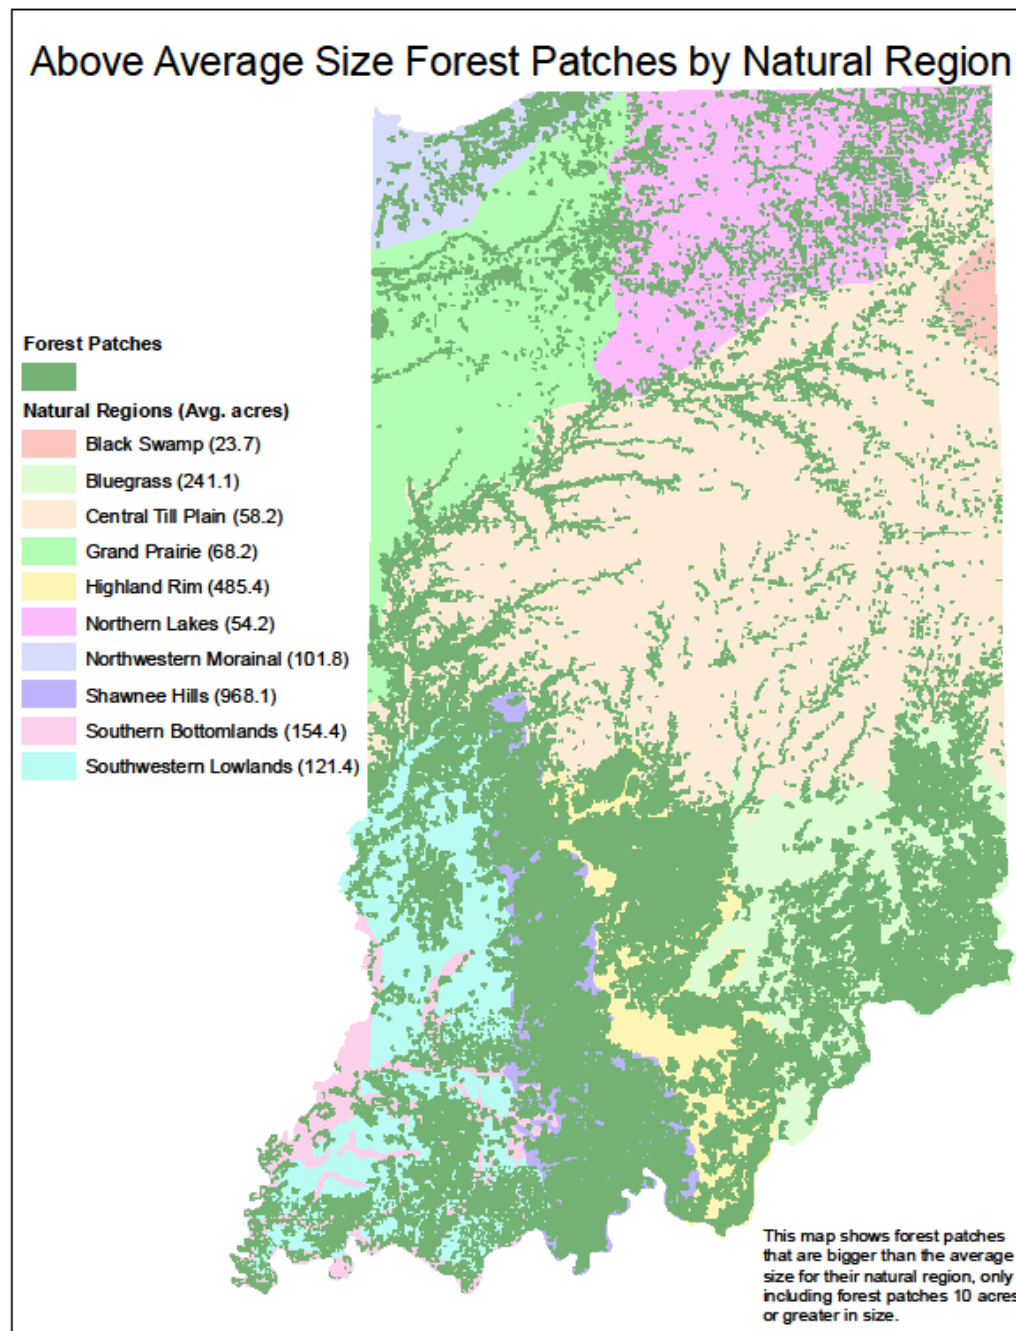 Above Average Size Forest Patches by Natural Region
Forest Patches
Natural Regions (Avg. acres)
Black Swamp (23.7)
Bluegrass (241.1)
Central Till Plain (58.2)
Grand Prairie (68.2)
Highland Rim (485.4)
Northern Lakes (54.2)
Northwestern Morainal (101.8)
Shawnee Hills (968.1)
Southern Bottomlands (154.4)
Southwestern Lowlands (121.4)
This map shows forest patches
that are bigger than the average
size for their natural region, only
including forest patches 10 acres
or greater in size.